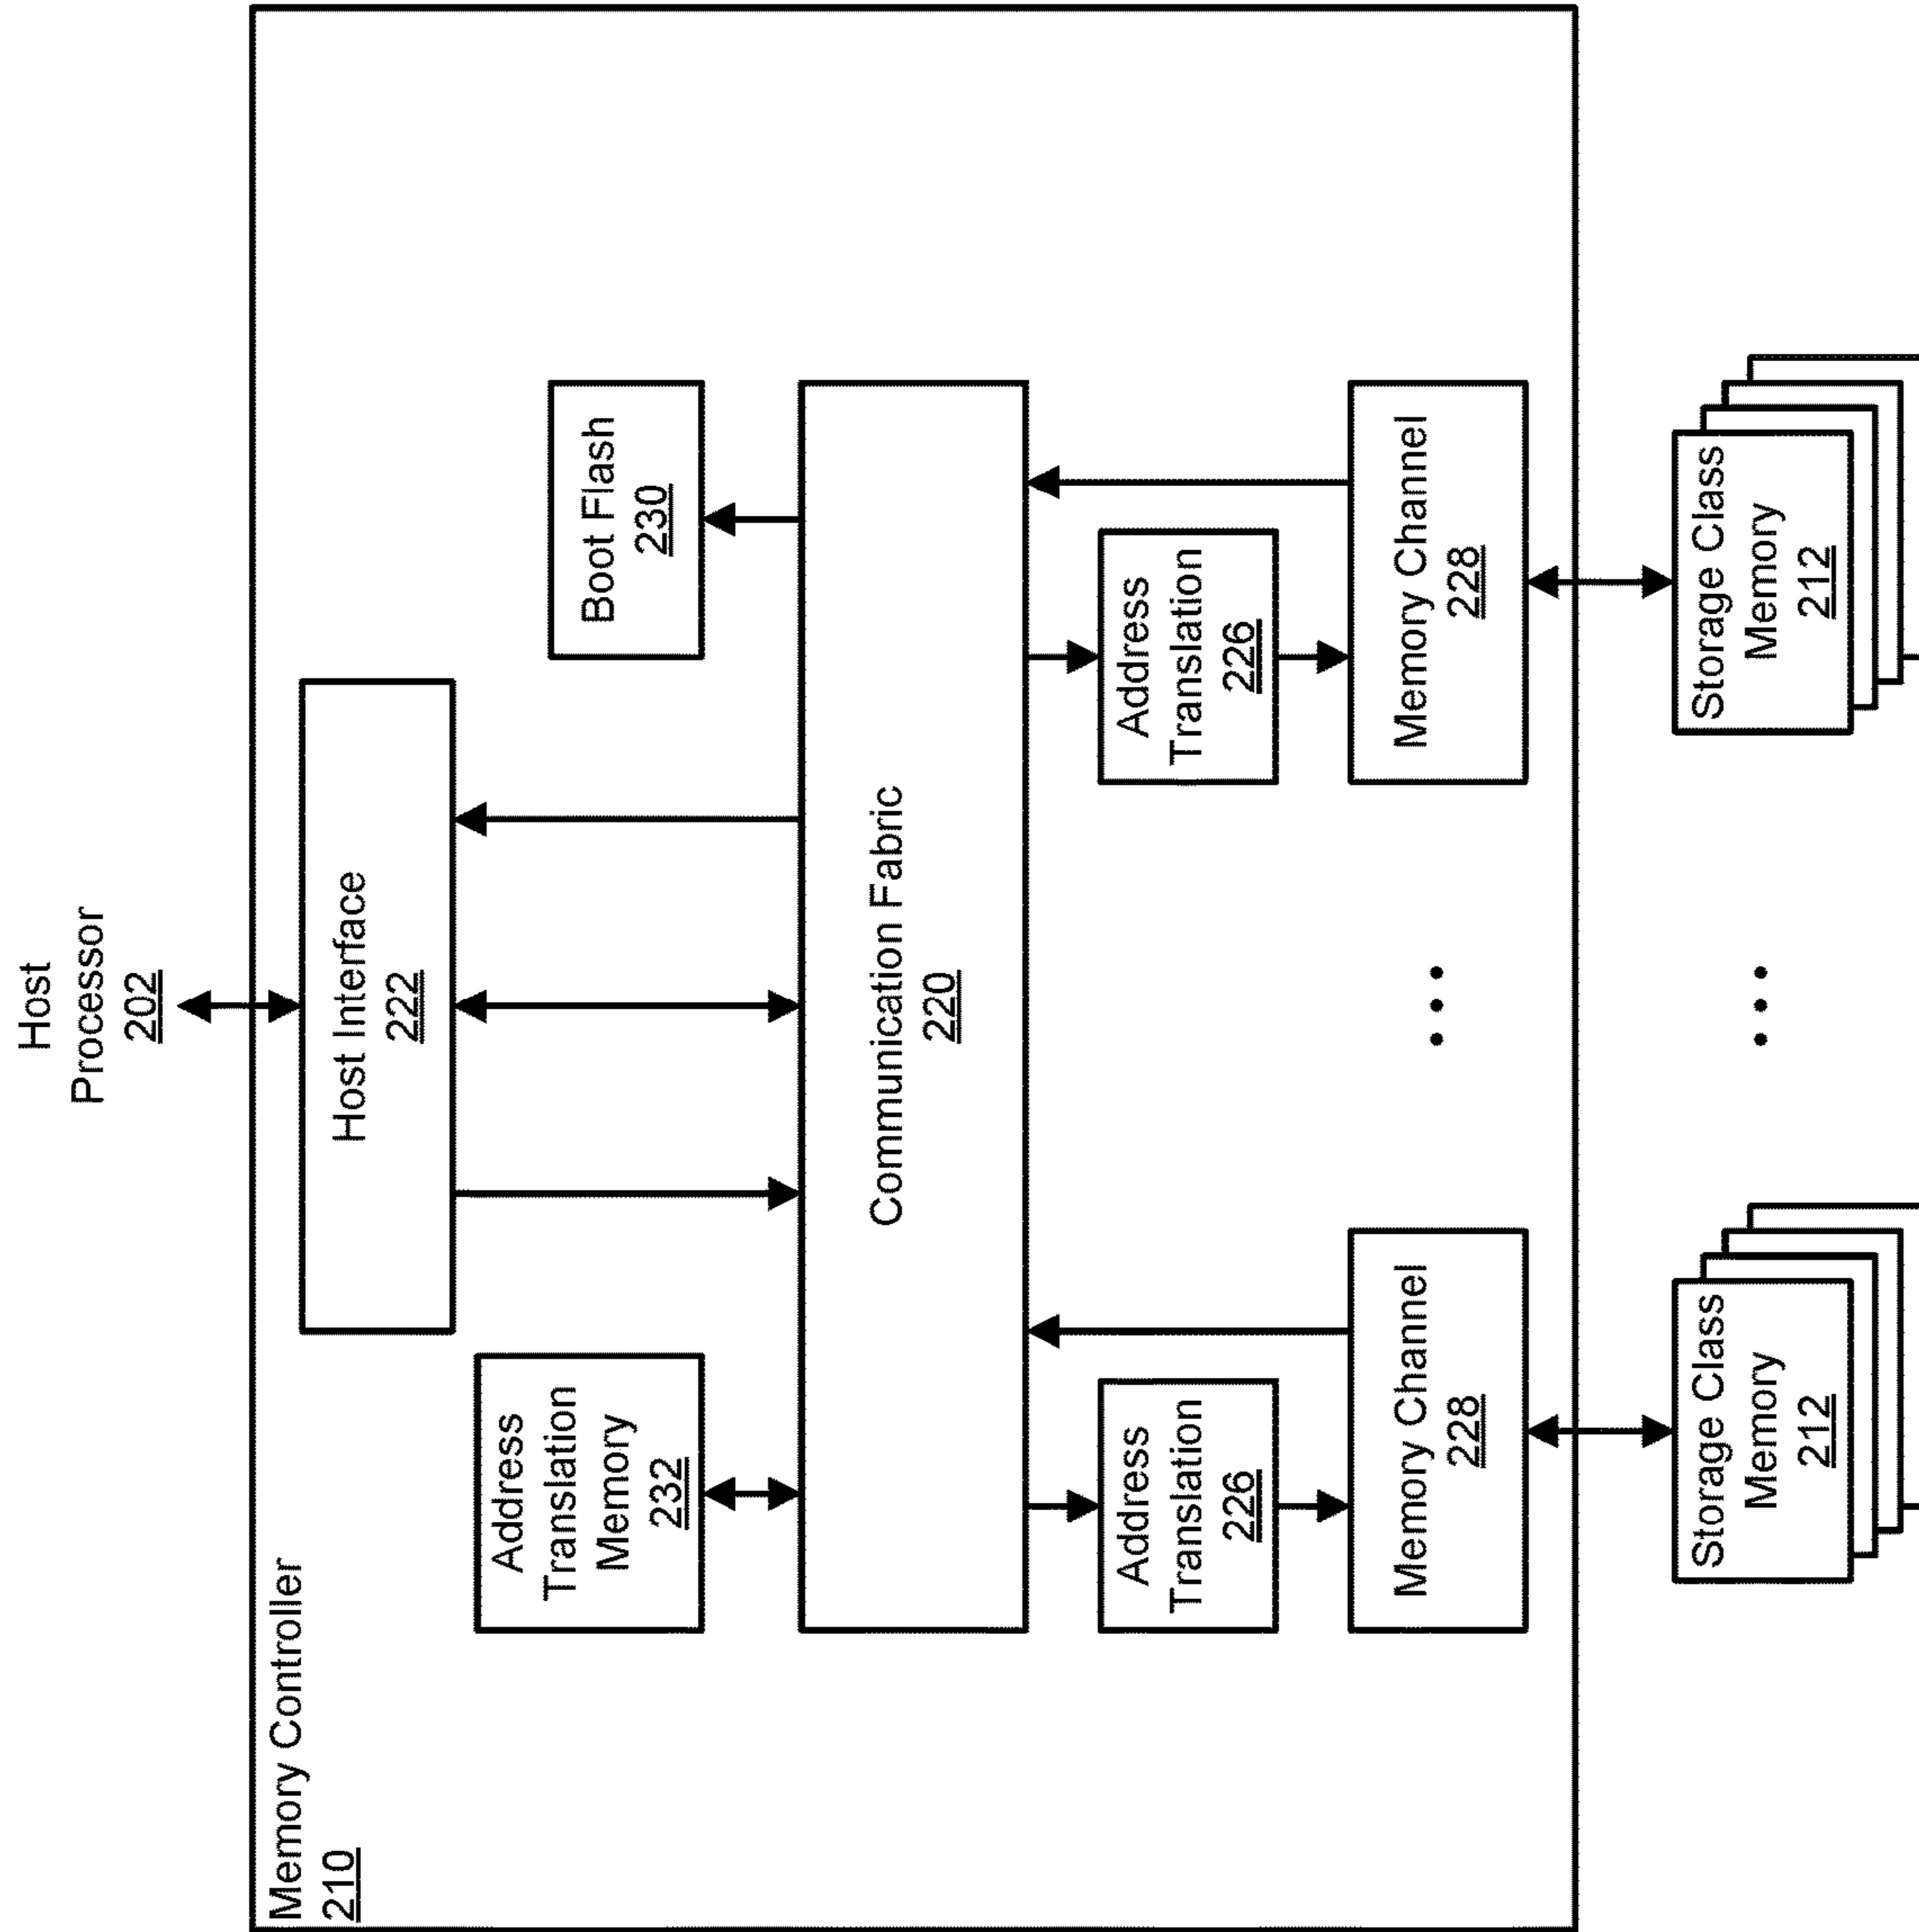 Host
Processor
202
Memory Controller
210
Host Interface
222
Address
Translation
Memory
232
Boot Flash
230
Communication Fabric
220
Address
Translation
226
Address
Translation
226
Memory Channel
228
• • •
Memory Channel
228
Storage Class
Memory
212
• • •
Storage Class
Memory
212